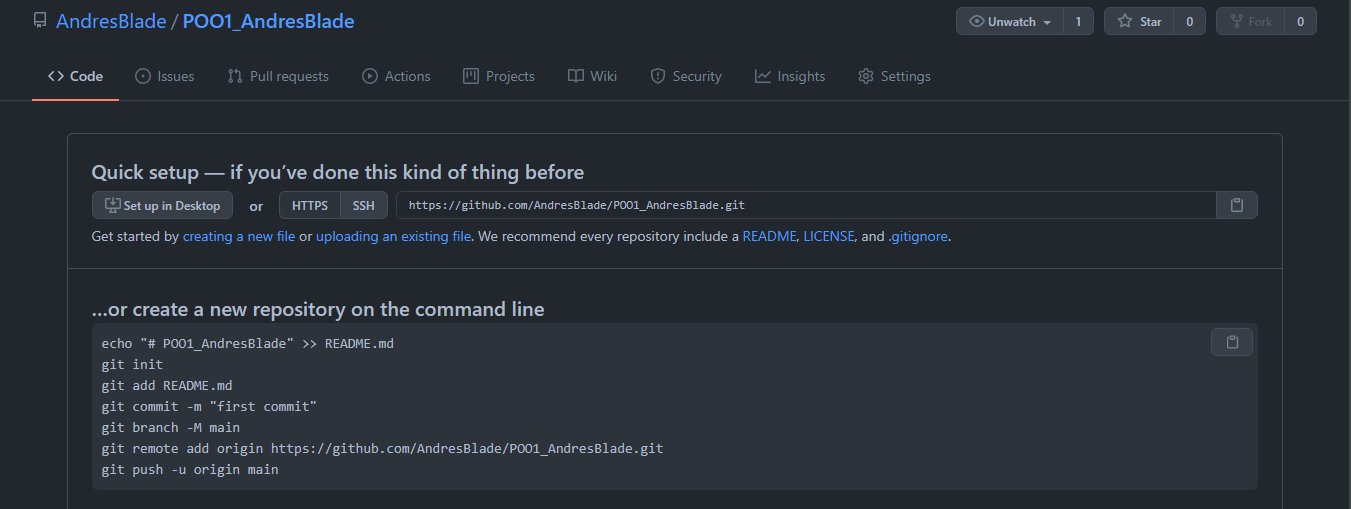 AndresBlade / POO1_AndresBlade
Unwatch 1 Star 0 Fork 0
Code Issues Pull requests Actions Projects Wiki Security Insights Settings
Quick setup — if you’ve done this kind of thing before
Set up in Desktop or HTTPS SSH https://github.com/AndresBlade/POO1_AndresBlade.git
Get started by creating a new file or uploading an existing file. We recommend every repository include a README, LICENSE, and .gitignore.
…or create a new repository on the command line
echo "# POO1_AndresBlade" >> README.md
git init
git add README.md
git commit -m "first commit"
git branch -M main
git remote add origin https://github.com/AndresBlade/POO1_AndresBlade.git
git push -u origin main